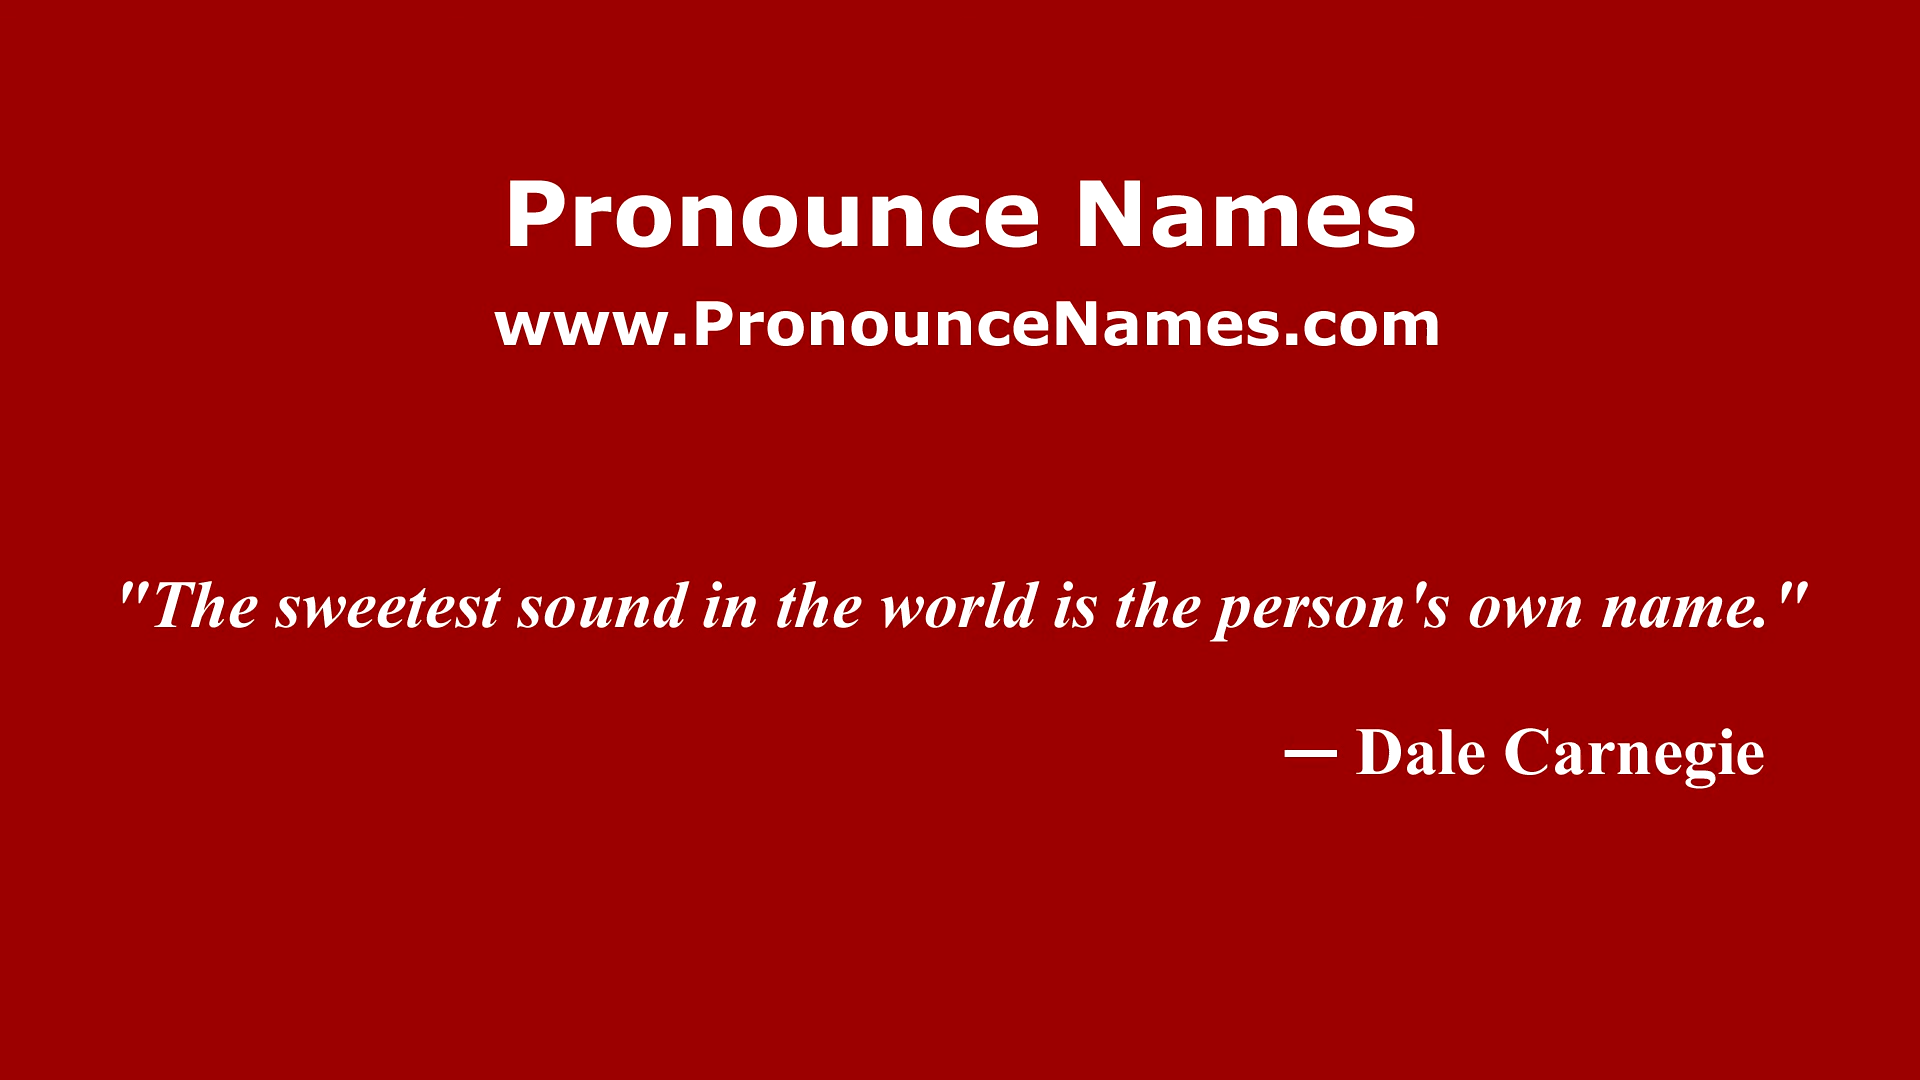 Pronounce Names
www.PronounceNames.com
"The sweetest sound in the world is the person's own name."
— Dale Carnegie